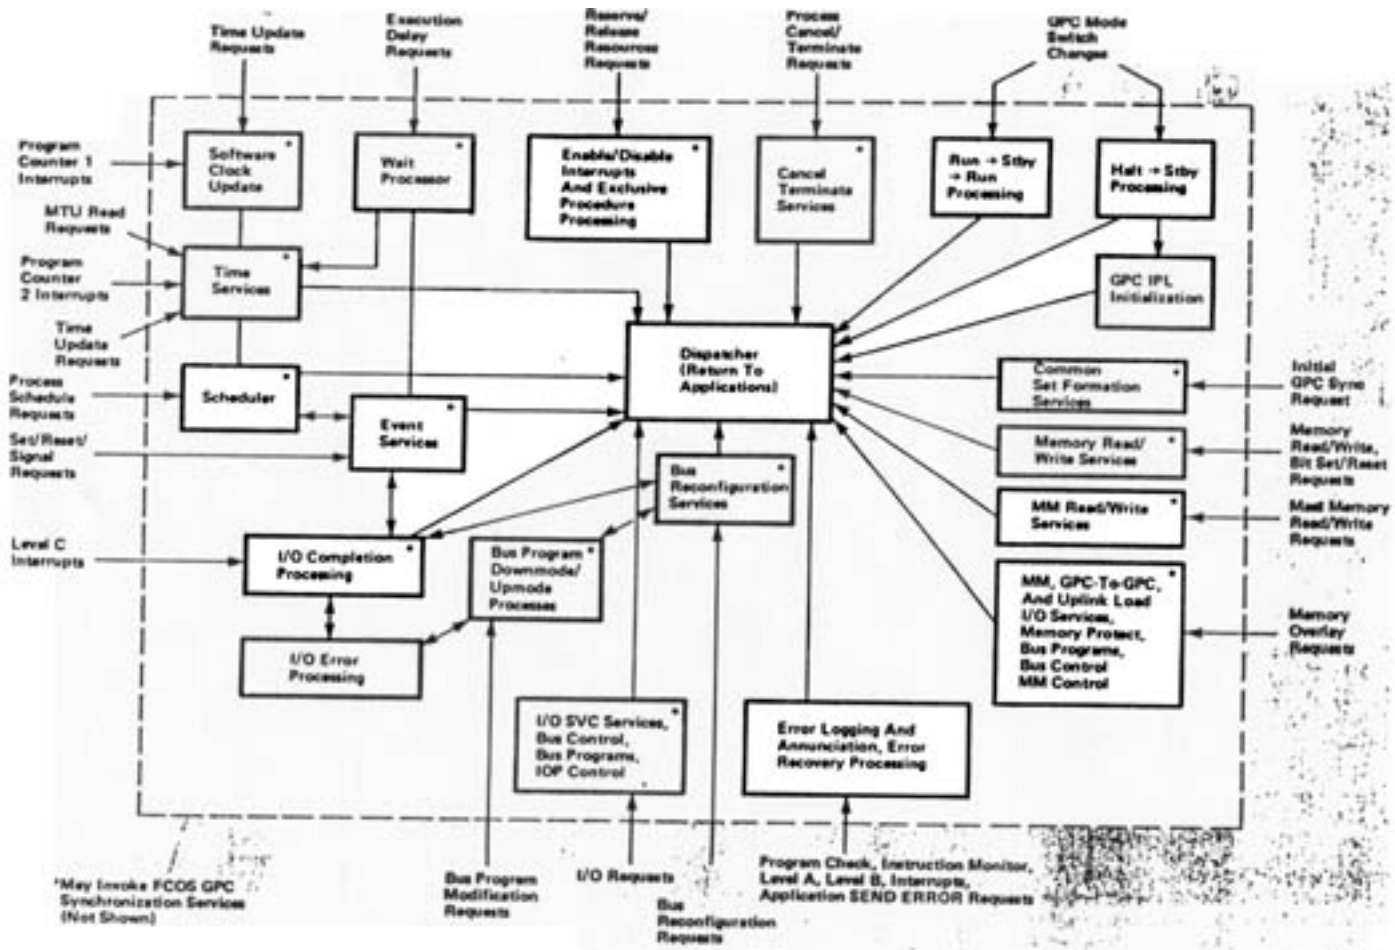 Time Update
Requests
Execution
Delay
Requests
Reserve/
Release
Resources
Requests
Process
Cancel/
Terminate
Requests
GPC Mode
Switch
Changes
Program
Counter 1
Interrupts
Software *
Clock
Update
Wait *
Processor
Enable/Disable *
Interrupts
And Exclusive
Procedure
Processing
Cancel *
Terminate
Services
Run → Stby
→ Run
Processing
Halt → Stby
Processing
MTU Read
Requests
Program
Counter
2 Interrupts
Time
Update
Requests
Time *
Services
GPC IPL
Initialization
Dispatcher
(Return To
Applications)
Process
Schedule
Requests
Scheduler *
Set/Reset/
Signal
Requests
Event *
Services
Common *
Set Formation
Services
Initial
GPC Sync
Request
Memory Read/ *
Write Services
Memory
Read/Write,
Bit Set/Reset
Requests
Bus *
Reconfiguration
Services
MM Read/Write *
Services
Mast Memory
Read/Write
Requests
Level C
Interrupts
I/O Completion *
Processing
Bus Program *
Downmode/
Upmode
Processes
I/O Error
Processing
MM, GPC-To-GPC, *
And Uplink Load
I/O Services,
Memory Protect,
Bus Programs,
Bus Control
MM Control
Memory
Overlay
Requests
I/O SVC Services, *
Bus Control,
Bus Programs,
IOP Control
Error Logging And
Annunciation, Error
Recovery Processing
*May Invoke FCOS GPC
Synchronization Services
(Not Shown)
Bus Program
Modification
Requests
I/O Requests
Bus
Reconfiguration
Requests
Program Check, Instruction Monitor,
Level A, Level B, Interrupts,
Application SEND ERROR Requests